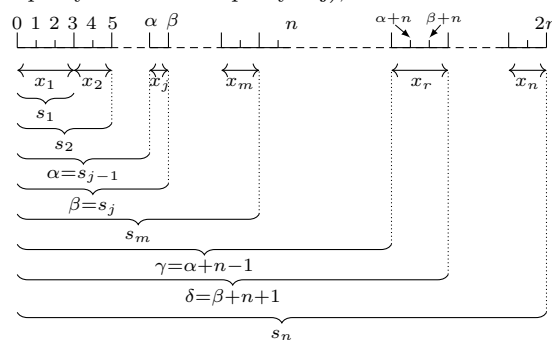 0 1 2 3 4 5 α β n α+n β+n 2n
x₁ x₂ xⱼ xₘ xᵣ xₙ
s₁
s₂
α=sⱼ₋₁
β=sⱼ
sₘ
γ=α+n−1
δ=β+n+1
sₙ